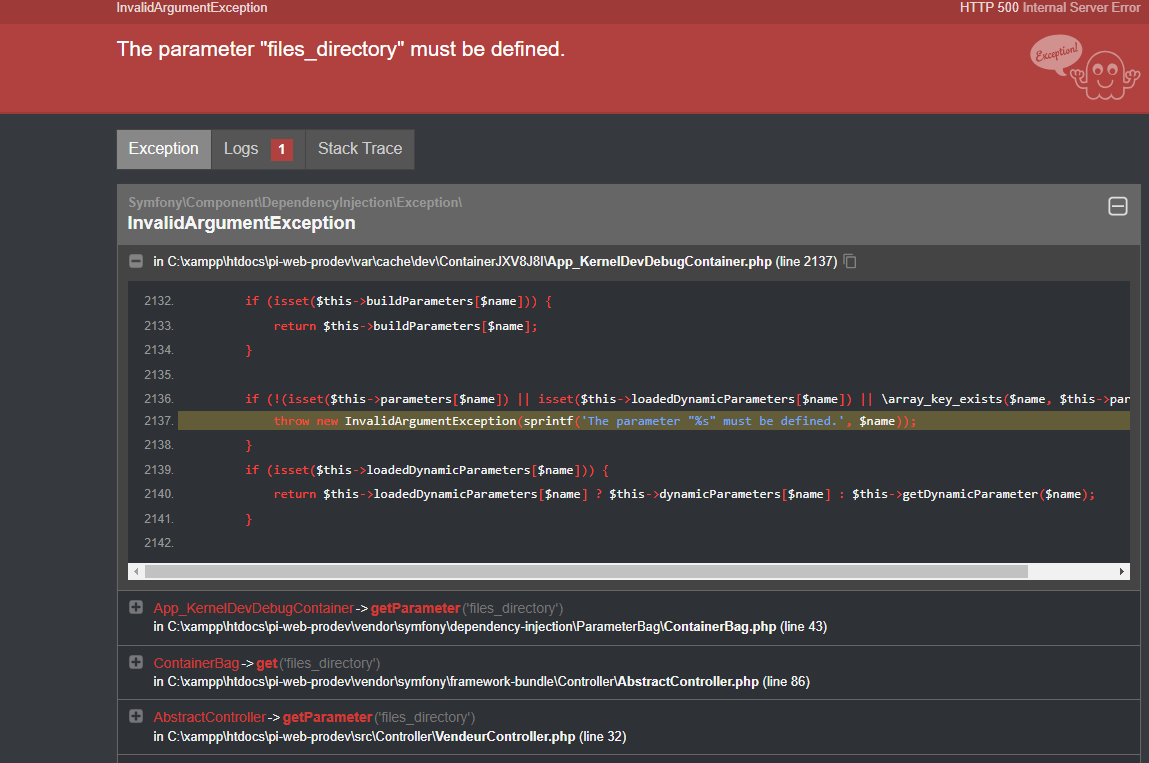 InvalidArgumentException
HTTP 500 Internal Server Error
The parameter "files_directory" must be defined.
Exception!
Exception
Logs 1
Stack Trace
Symfony\Component\DependencyInjection\Exception\
InvalidArgumentException
in C:\xampp\htdocs\pi-web-prodev\var\cache\dev\ContainerJXV8J8I\App_KernelDevDebugContainer.php (line 2137)
2132. if (isset($this->buildParameters[$name])) {
2133. return $this->buildParameters[$name];
2134. }
2135.
2136. if (!(isset($this->parameters[$name]) || isset($this->loadedDynamicParameters[$name]) || \array_key_exists($name, $this->par
2137. throw new InvalidArgumentException(sprintf('The parameter "%s" must be defined.', $name));
2138. }
2139. if (isset($this->loadedDynamicParameters[$name])) {
2140. return $this->loadedDynamicParameters[$name] ? $this->dynamicParameters[$name] : $this->getDynamicParameter($name);
2141. }
2142.
App_KernelDevDebugContainer->getParameter('files_directory')
in C:\xampp\htdocs\pi-web-prodev\vendor\symfony\dependency-injection\ParameterBag\ContainerBag.php (line 43)
ContainerBag->get('files_directory')
in C:\xampp\htdocs\pi-web-prodev\vendor\symfony\framework-bundle\Controller\AbstractController.php (line 86)
AbstractController->getParameter('files_directory')
in C:\xampp\htdocs\pi-web-prodev\src\Controller\VendeurController.php (line 32)